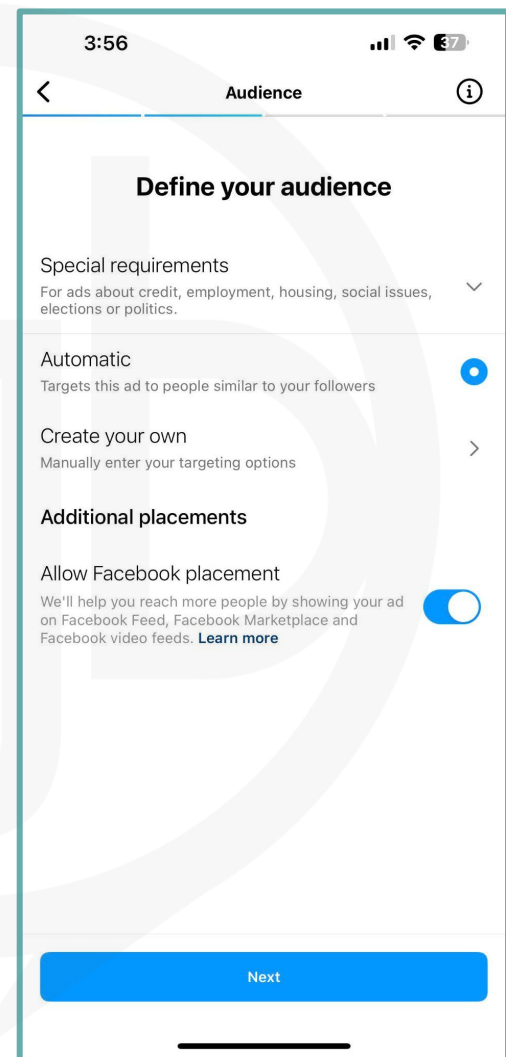 3:56
37
Audience
Define your audience
Special requirements
For ads about credit, employment, housing, social issues,
elections or politics.
Automatic
Targets this ad to people similar to your followers
Create your own
Manually enter your targeting options
Additional placements
Allow Facebook placement
We'll help you reach more people by showing your ad
on Facebook Feed, Facebook Marketplace and
Facebook video feeds. Learn more
Next